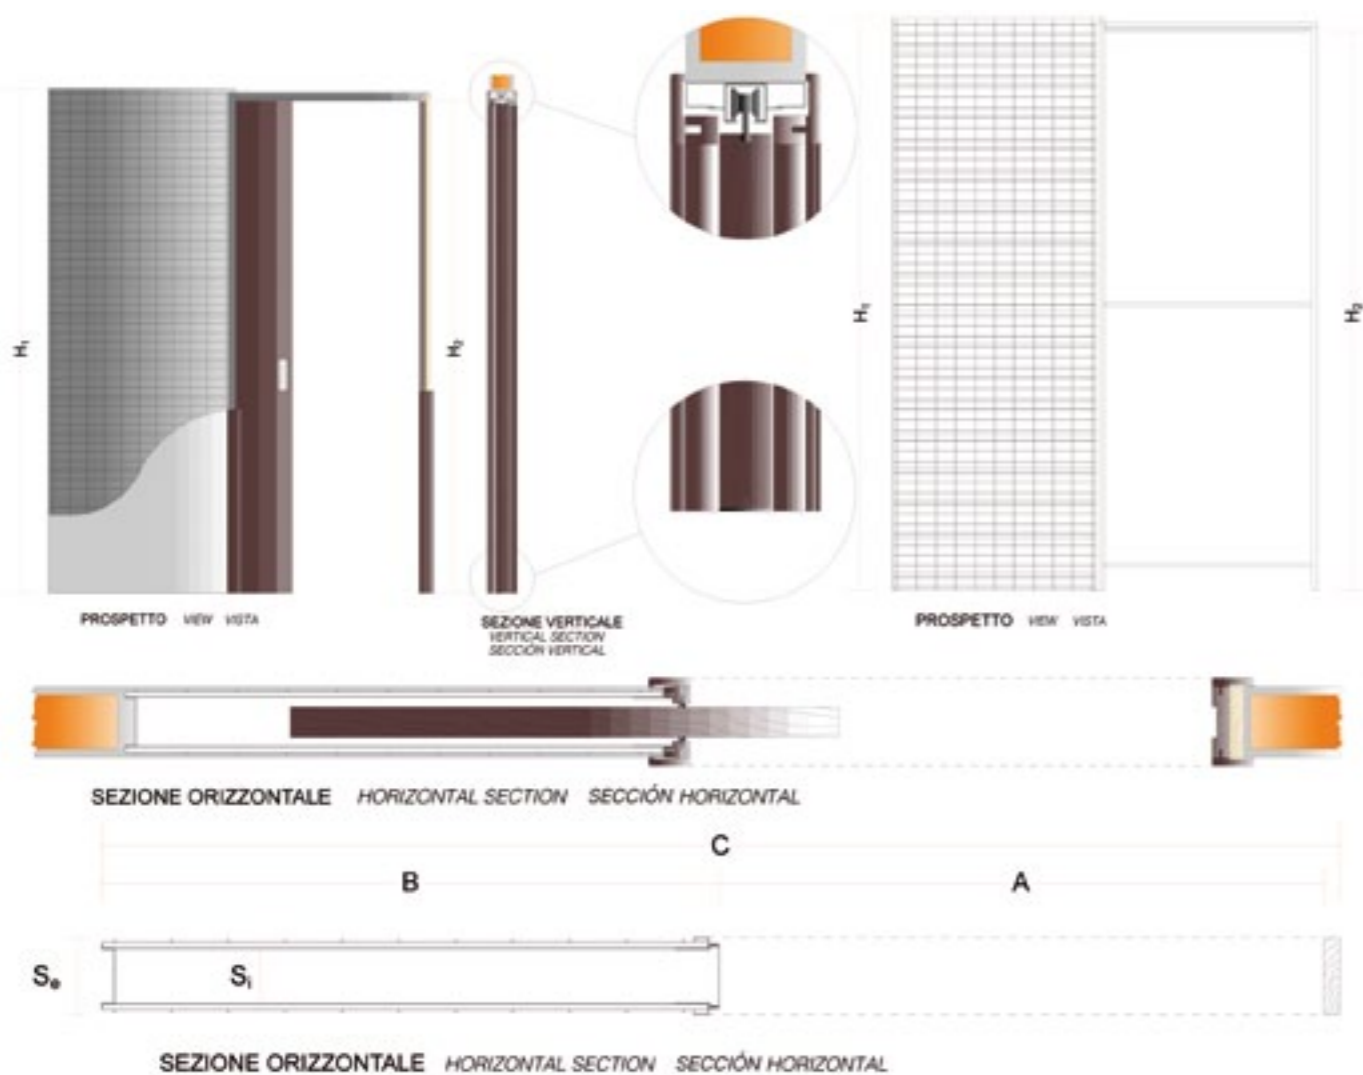 H₁
H₂
H₁
H₂
PROSPETTO VIEW VISTA
SEZIONE VERTICALE
VERTICAL SECTION
SECCIÓN VERTICAL
PROSPETTO VIEW VISTA
SEZIONE ORIZZONTALE HORIZONTAL SECTION SECCIÓN HORIZONTAL
C
B A
Se Si
SEZIONE ORIZZONTALE HORIZONTAL SECTION SECCIÓN HORIZONTAL